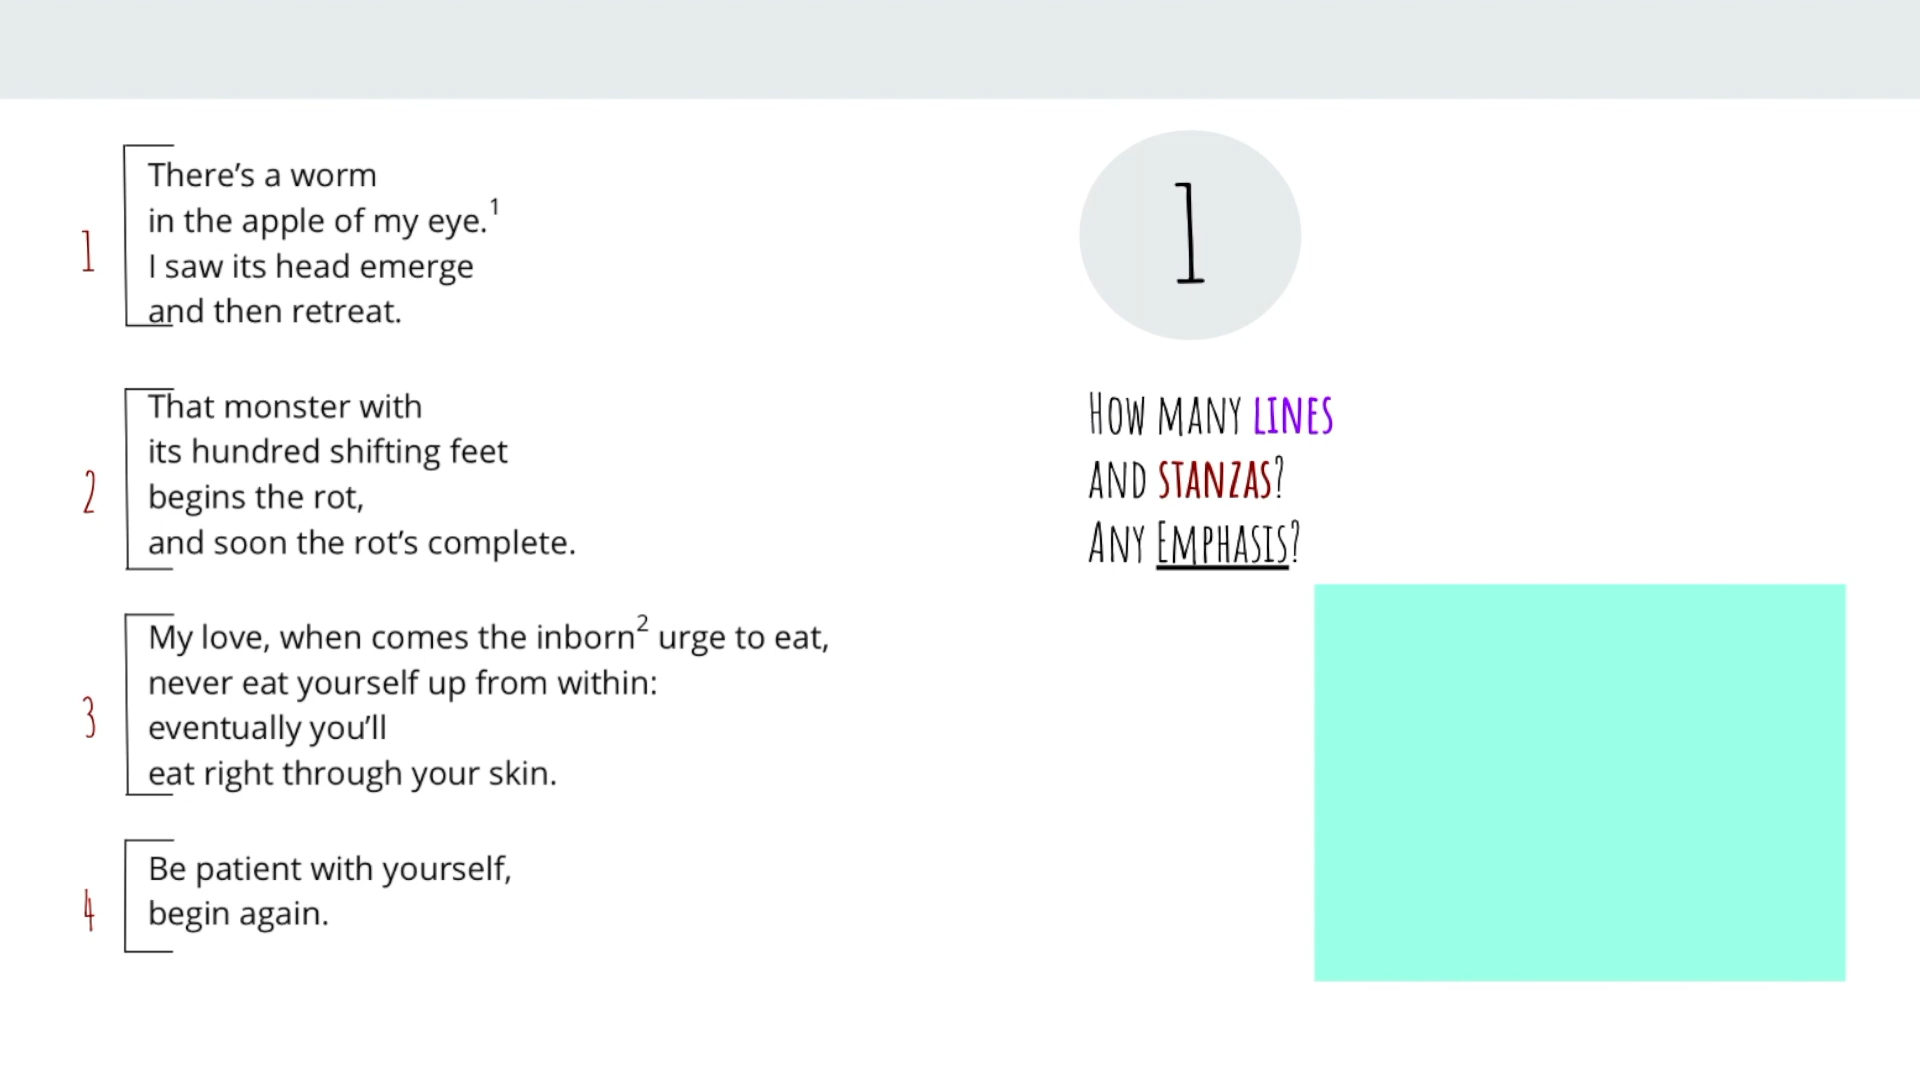 1
There’s a worm
in the apple of my eye.1
I saw its head emerge
and then retreat.
2
That monster with
its hundred shifting feet
begins the rot,
and soon the rot’s complete.
3
My love, when comes the inborn2 urge to eat,
never eat yourself up from within:
eventually you’ll
eat right through your skin.
4
Be patient with yourself,
begin again.
1
How many lines
and stanzas?
Any Emphasis?